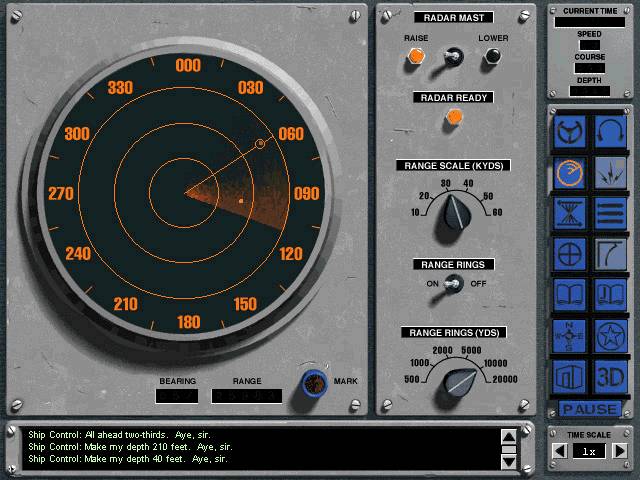 RADAR MAST
RAISE
LOWER
RADAR READY
RANGE SCALE (KYDS)
30 40
20 50
10 60
RANGE RINGS
ON OFF
RANGE RINGS (YDS)
2000 5000
1000 10000
500 20000
000
330 030
300 060
270 090
240 120
210 150
180
BEARING RANGE MARK
CURRENT TIME
SPEED
COURSE
DEPTH
N
W E
S
3D
PAUSE
TIME SCALE
1x
Ship Control: All ahead two-thirds. Aye, sir.
Ship Control: Make my depth 210 feet. Aye, sir.
Ship Control: Make my depth 40 feet. Aye, sir.